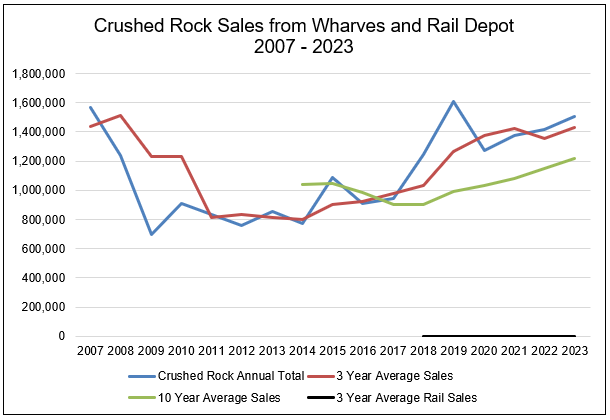 Crushed Rock Sales from Wharves and Rail Depot
2007 - 2023
1,800,000
1,600,000
1,400,000
1,200,000
1,000,000
800,000
600,000
400,000
200,000
0
2007 2008 2009 2010 2011 2012 2013 2014 2015 2016 2017 2018 2019 2020 2021 2022 2023
Crushed Rock Annual Total 3 Year Average Sales
10 Year Average Sales 3 Year Average Rail Sales